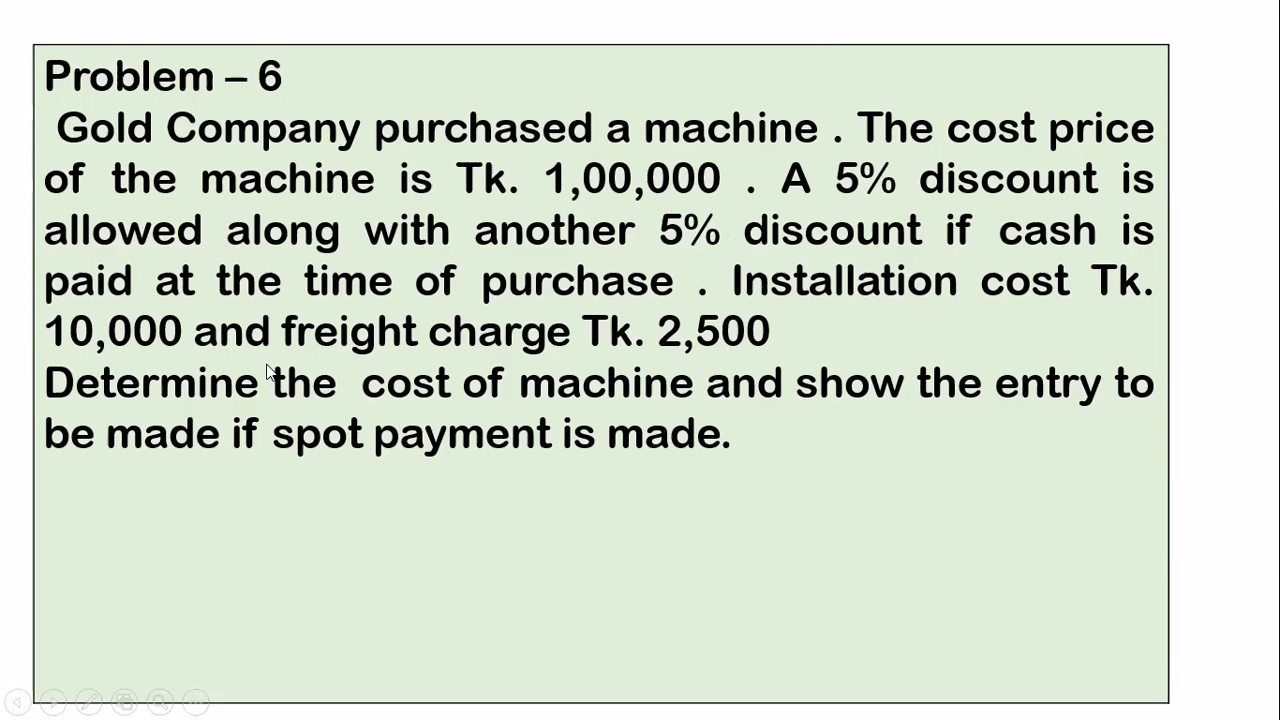 Problem – 6
Gold Company purchased a machine . The cost price
of the machine is Tk. 1,00,000 . A 5% discount is
allowed along with another 5% discount if cash is
paid at the time of purchase . Installation cost Tk.
10,000 and freight charge Tk. 2,500
Determine the cost of machine and show the entry to
be made if spot payment is made.